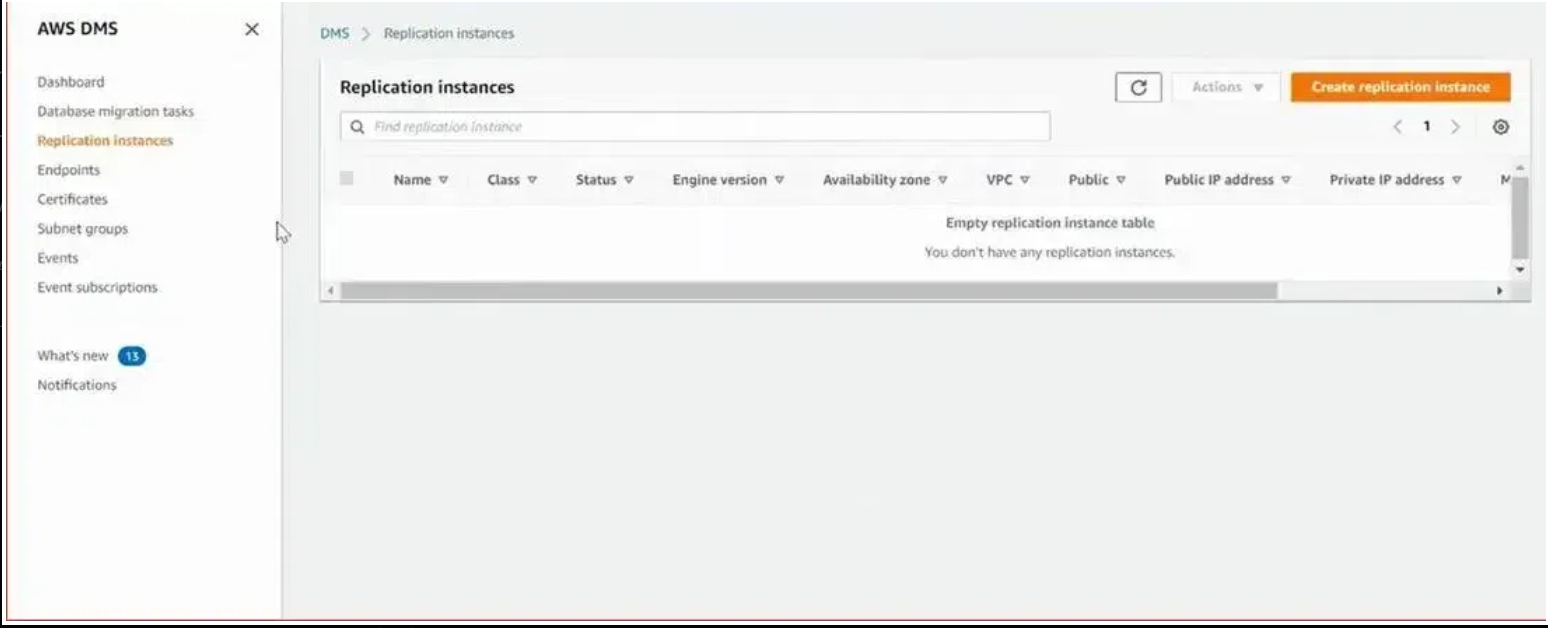 AWS DMS
Dashboard
Database migration tasks
Replication instances
Endpoints
Certificates
Subnet groups
Events
Event subscriptions
What's new 13
Notifications
DMS > Replication instances
Replication instances
Actions
Create replication instance
Find replication instance
1
Name Class Status Engine version Availability zone VPC Public Public IP address Private IP address M
Empty replication instance table
You don't have any replication instances.